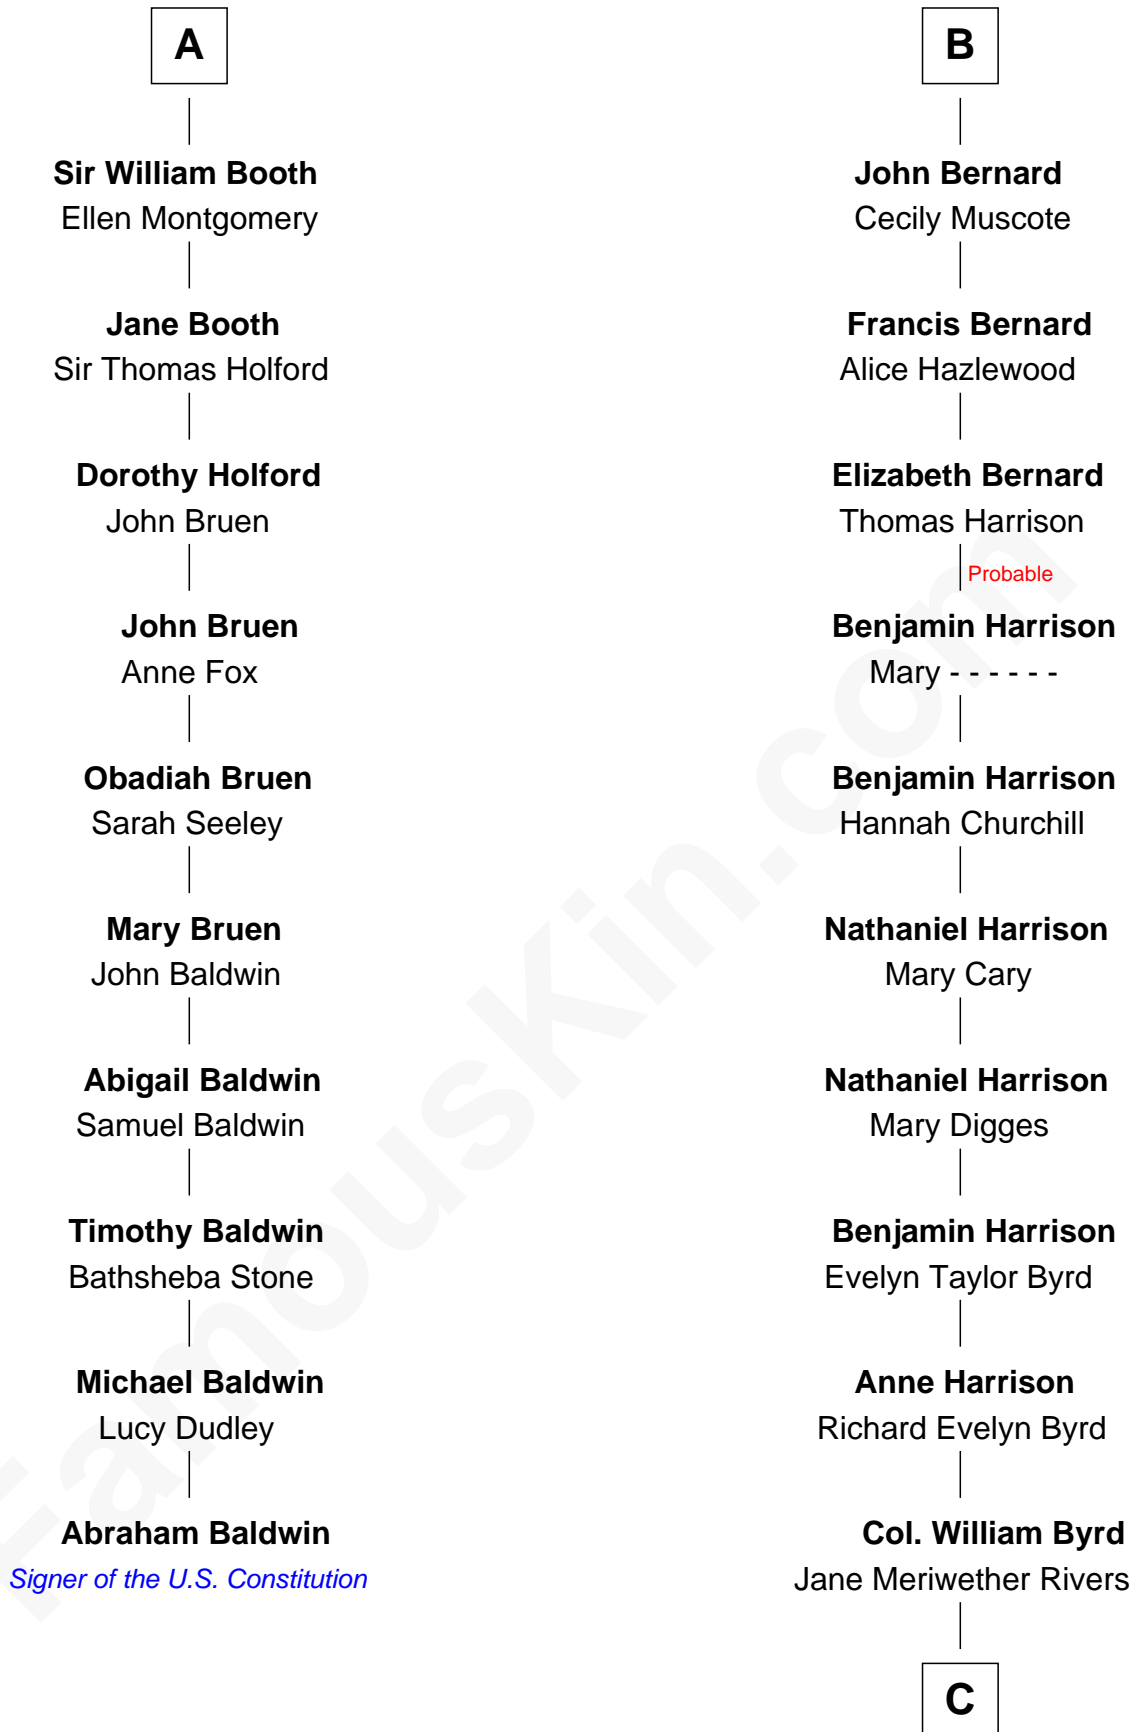 A
Sir William Booth
Ellen Montgomery
Jane Booth
Sir Thomas Holford
Dorothy Holford
John Bruen
John Bruen
Anne Fox
Obadiah Bruen
Sarah Seeley
Mary Bruen
John Baldwin
Abigail Baldwin
Samuel Baldwin
Timothy Baldwin
Bathsheba Stone
Michael Baldwin
Lucy Dudley
Abraham Baldwin
Signer of the U.S. Constitution
B
John Bernard
Cecily Muscote
Francis Bernard
Alice Hazlewood
Elizabeth Bernard
Thomas Harrison
Probable
Benjamin Harrison
Mary - - - - - -
Benjamin Harrison
Hannah Churchill
Nathaniel Harrison
Mary Cary
Nathaniel Harrison
Mary Digges
Benjamin Harrison
Evelyn Taylor Byrd
Anne Harrison
Richard Evelyn Byrd
Col. William Byrd
Jane Meriwether Rivers
C
FamousKin.com